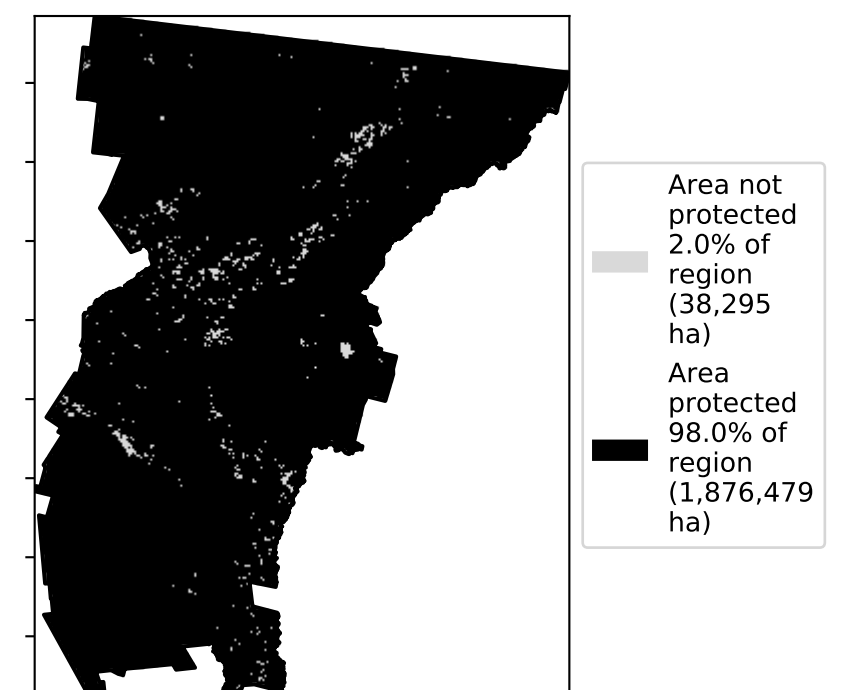 Area not
protected
2.0% of
region
(38,295
ha)
Area
protected
98.0% of
region
(1,876,479
ha)